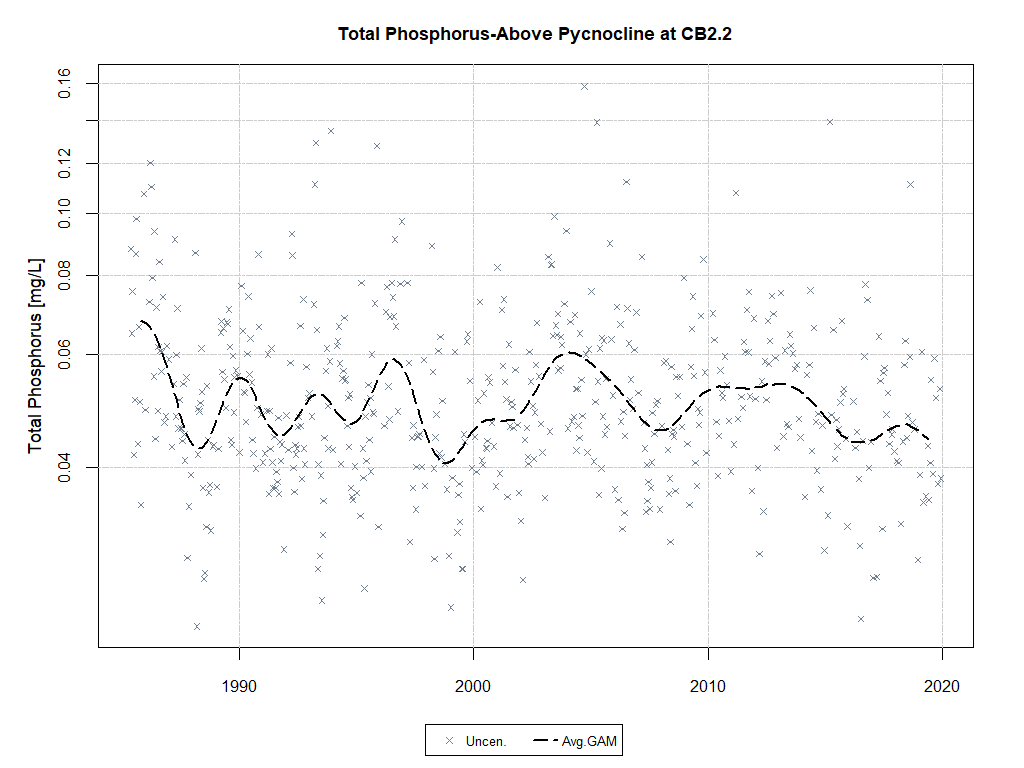 Total Phosphorus-Above Pycnocline at CB2.2
Total Phosphorus [mg/L]
0.16
0.12
0.10
0.08
0.06
0.04
1990
2000
2010
2020
Uncen.
Avg.GAM